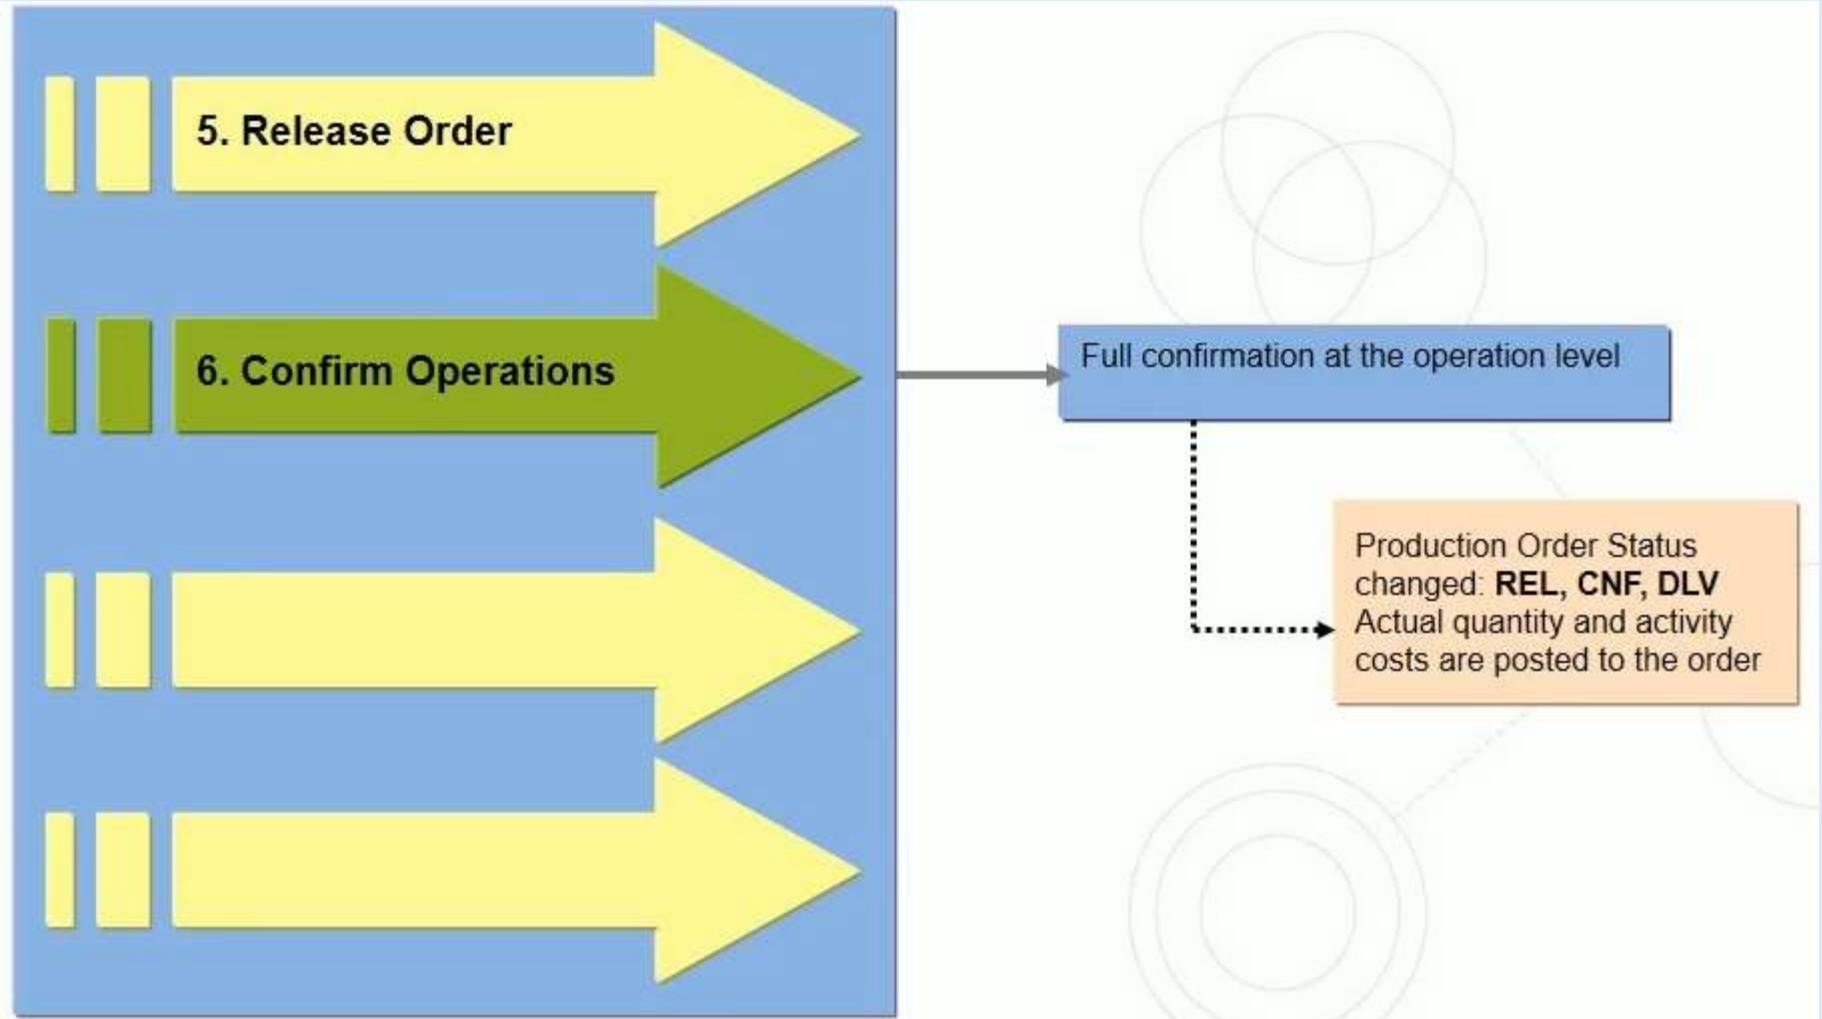 5. Release Order
6. Confirm Operations
Full confirmation at the operation level
Production Order Status
changed: REL, CNF, DLV
Actual quantity and activity
costs are posted to the order